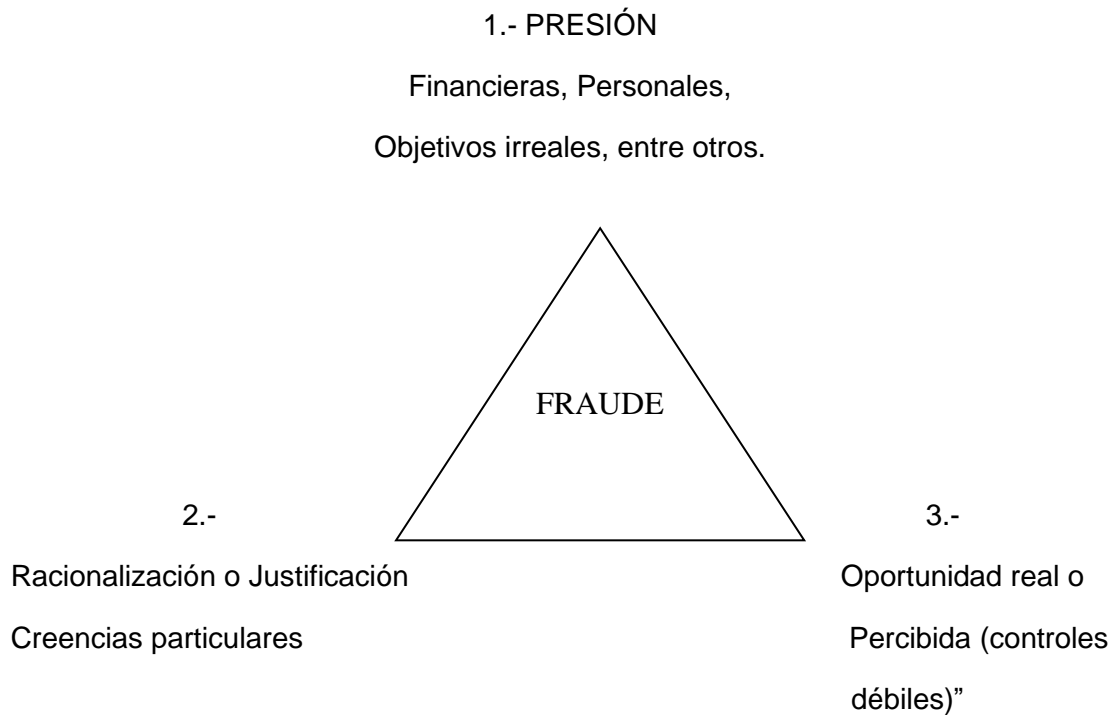 1.- PRESIÓN
Financieras, Personales,
Objetivos irreales, entre otros.
FRAUDE
2.-
Racionalización o Justificación
Creencias particulares
3.-
Oportunidad real o
Percibida (controles
débiles)”